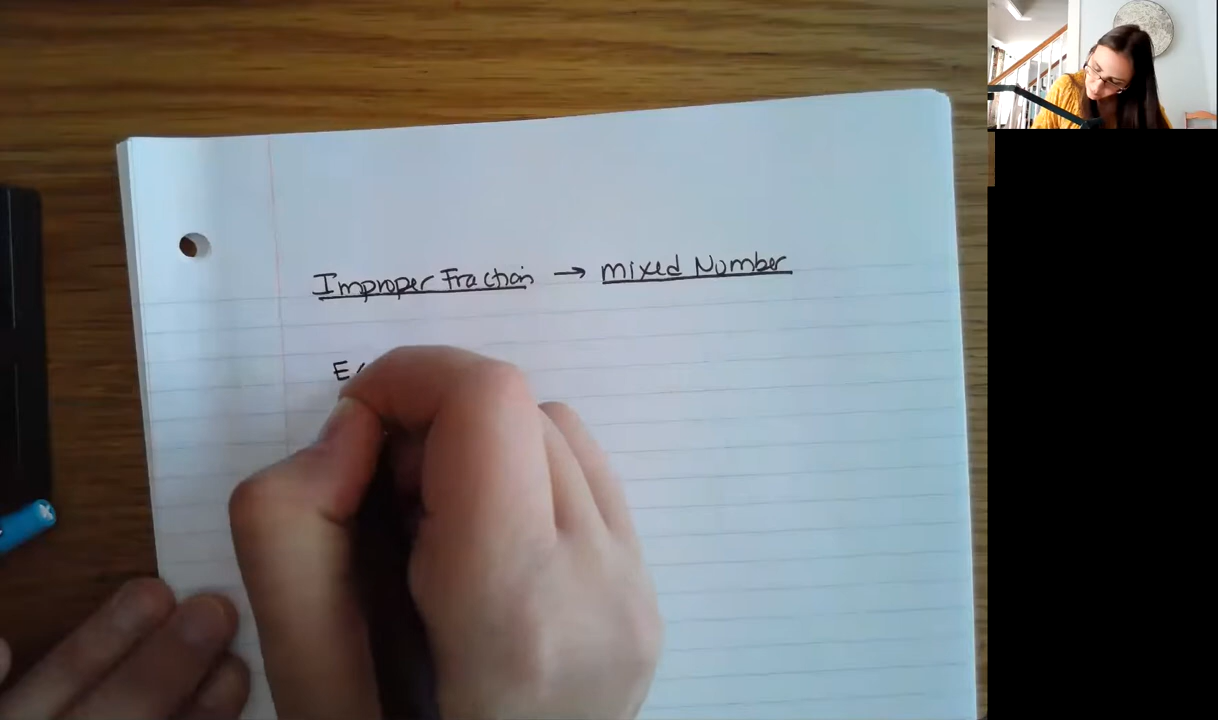 Improper Fraction → mixed Number